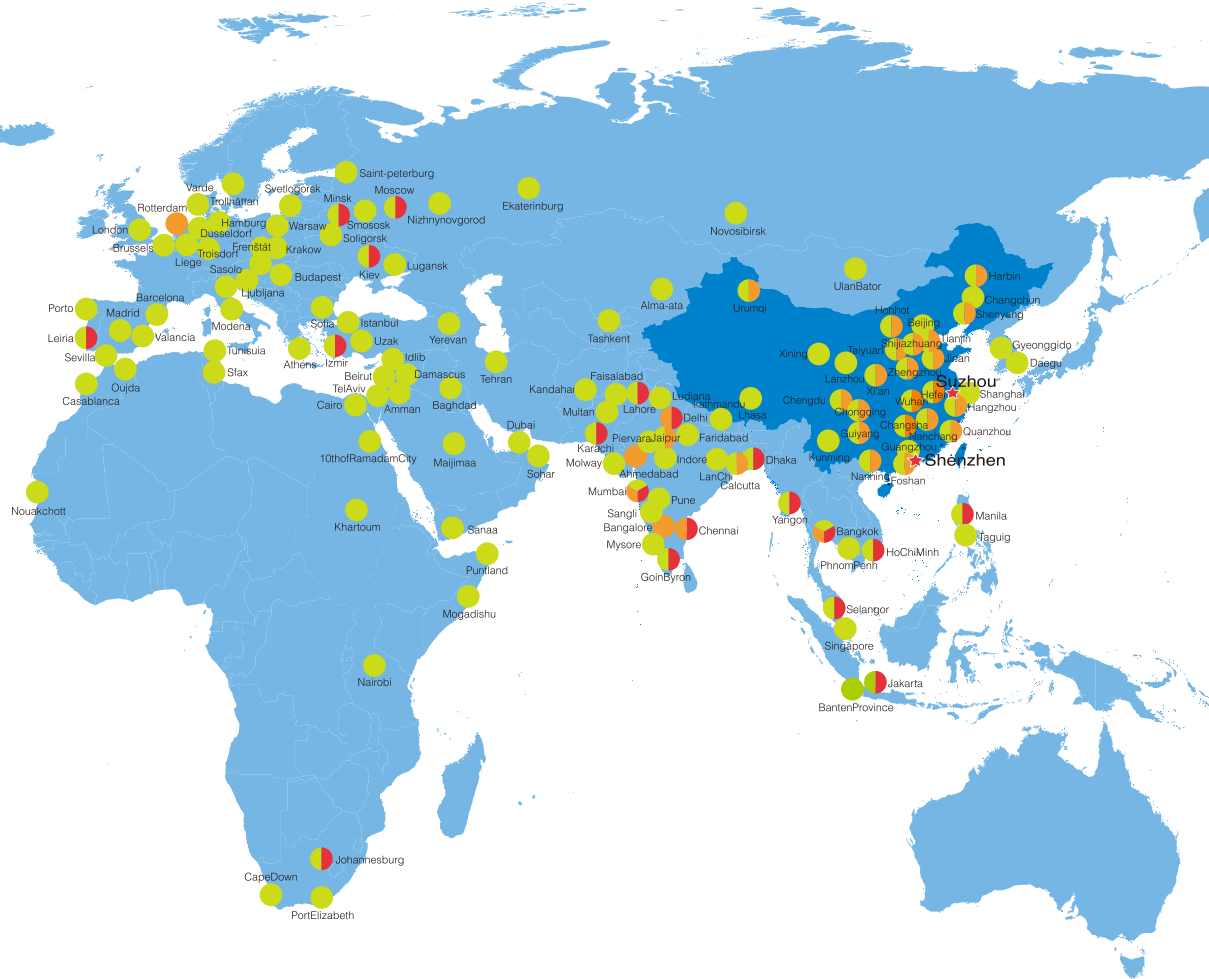 Saint-peterburg
Varde
Svetlogorsk
Moscow
Trollhättan
Minsk
Ekaterinburg
Rotterdam
Nizhnynovgorod
Hamburg
Warsaw
Smososk
London
Novosibirsk
Dusseldorf
Soligorsk
Brussels
Frenštát
Krakow
Troisdorf
Liege
Sasolo
Lugansk
Kiev
Budapest
UlanBator
Harbin
Ljubljana
Barcelona
Changchun
Porto
Madrid
Alma-ata
Urumqi
Hohhot
Shenyang
Modena
Sofia
Istanbul
Yerevan
Beijing
Leiria
Valancia
Uzak
Tashkent
Tianjin
Shijiazhuang
Gyeonggido
Sevilla
Tunisuia
Athens
Izmir
Idlib
Xining
Taiyuan
Jinan
Daegu
Oujda
Sfax
Beirut
Damascus
Tehran
Faisalabad
Lanzhou
Zhengzhou
TelAviv
Kandahar
Xi'an
Suzhou
Casablanca
Cairo
Amman
Baghdad
Multan
Lahore
Ludiana
kathmandu
Lhasa
Chengdu
Wuhan
Hefei
Shanghai
Hangzhou
Dubai
Delhi
Chongqing
Changsha
Karachi
Piervara
Jaipur
Faridabad
Guiyang
Nanchang
Quanzhou
10thofRamadamCity
Maijimaa
Molway
Indore
Dhaka
Kunming
Guangzhou
Shenzhen
Sohar
Ahmedabad
LanCh
Calcutta
Nanning
Foshan
Mumbai
Nouakchott
Pune
Khartoum
Sangli
Yangon
Manila
Sanaa
Bangalore
Chennai
Bangkok
Taguig
Mysore
HoChiMinh
Puntland
GoinByron
PhnomPenh
Mogadishu
Selangor
Singapore
Nairobi
Jakarta
BantenProvince
Johannesburg
CapeDown
PortElizabeth